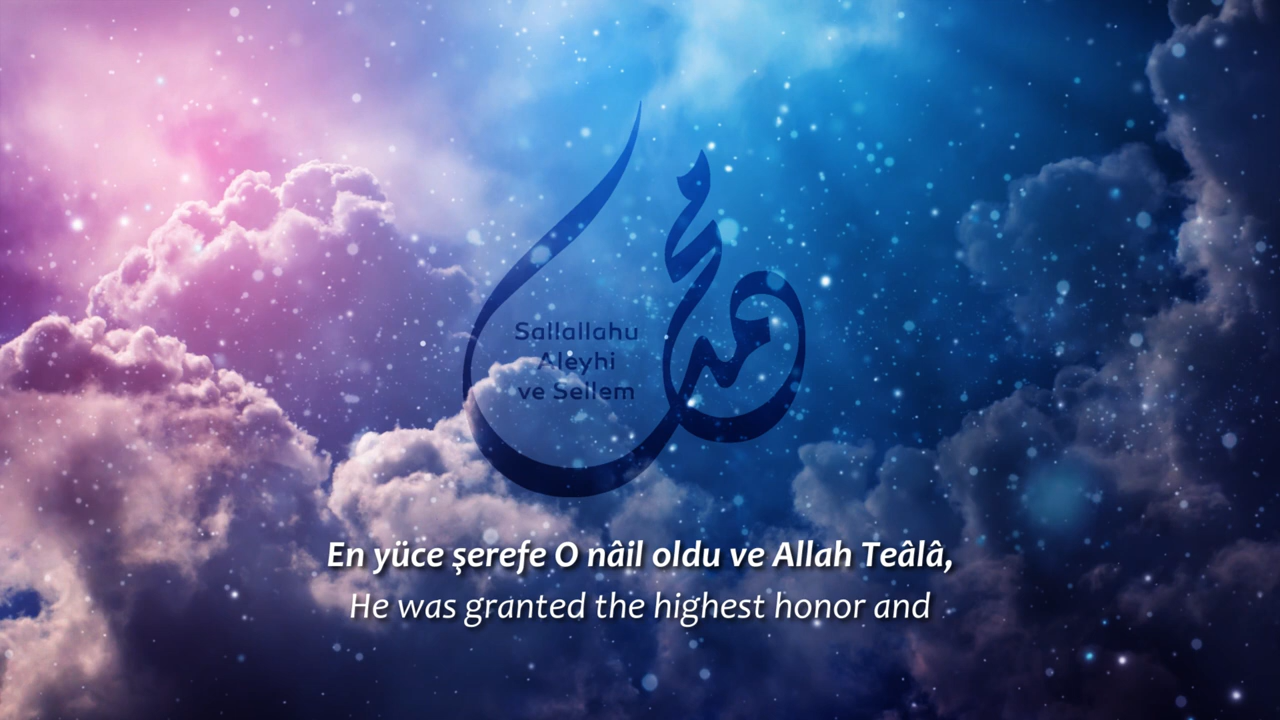 محمد
Sallallahu
Aleyhi
ve Sellem
En yüce şerefe O nâil oldu ve Allah Teâlâ,
He was granted the highest honor and